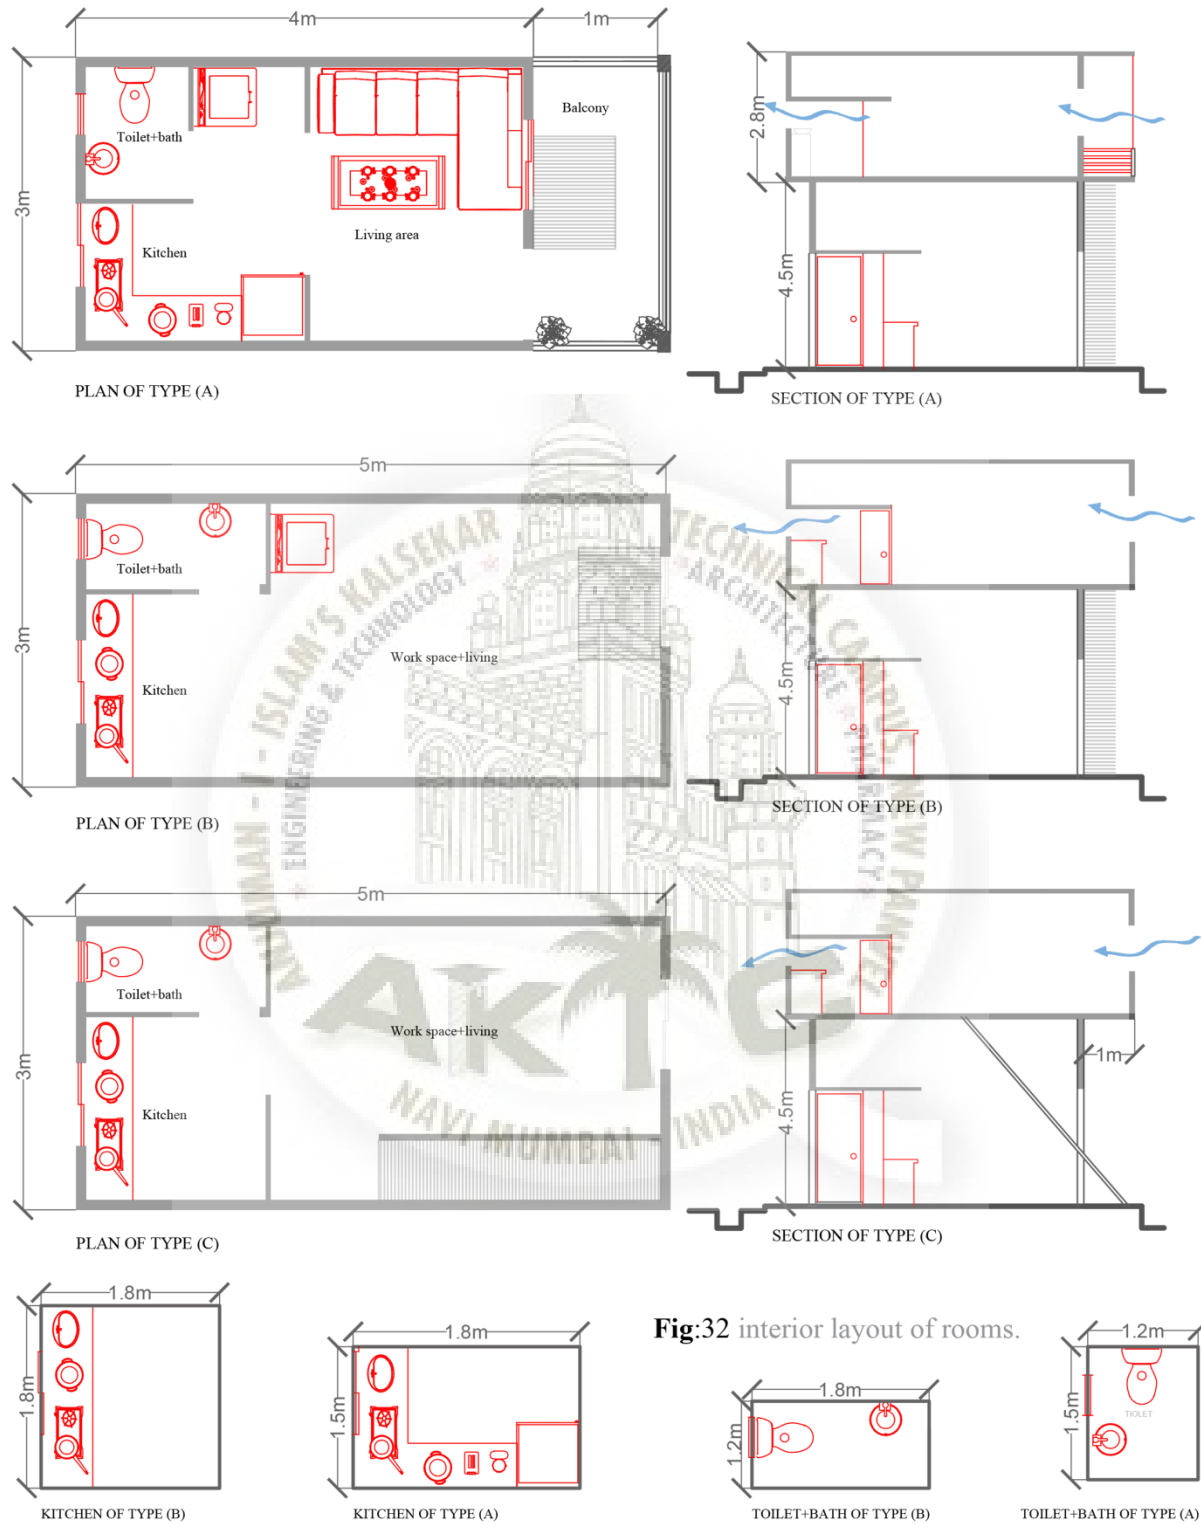 4m
1m
3m
Toilet+bath
Balcony
Kitchen
Living area
PLAN OF TYPE (A)
2.8m
4.5m
SECTION OF TYPE (A)
5m
3m
Toilet+bath
Work space+living
Kitchen
PLAN OF TYPE (B)
4.5m
SECTION OF TYPE (B)
5m
3m
Toilet+bath
Work space+living
Kitchen
PLAN OF TYPE (C)
1m
4.5m
SECTION OF TYPE (C)
ANJUMAN - I - ISLAM'S KALSEKAR TECHNICAL CAMPUS, NEW PANVEL
ENGINEERING & TECHNOLOGY
ARCHITECTURE
PHARMACY
AKTC
NAVI MUMBAI - INDIA
1.8m
1.8m
KITCHEN OF TYPE (B)
1.8m
1.5m
KITCHEN OF TYPE (A)
Fig:32 interior layout of rooms.
1.8m
1.2m
TOILET+BATH OF TYPE (B)
1.2m
1.5m
TIOLET
TOILET+BATH OF TYPE (A)